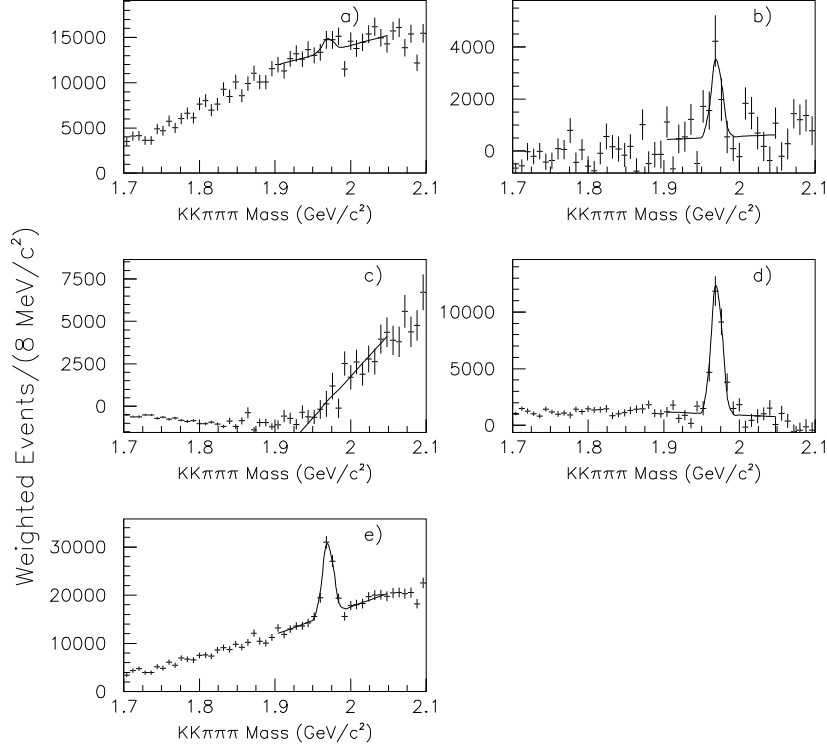 Weighted Events/(8 MeV/c²)
a)
15000
10000
5000
0
1.7 1.8 1.9 2 2.1
KKπππ Mass (GeV/c²)
b)
4000
2000
0
1.7 1.8 1.9 2 2.1
KKπππ Mass (GeV/c²)
c)
7500
5000
2500
0
1.7 1.8 1.9 2 2.1
KKπππ Mass (GeV/c²)
d)
10000
5000
0
1.7 1.8 1.9 2 2.1
KKπππ Mass (GeV/c²)
e)
30000
20000
10000
0
1.7 1.8 1.9 2 2.1
KKπππ Mass (GeV/c²)